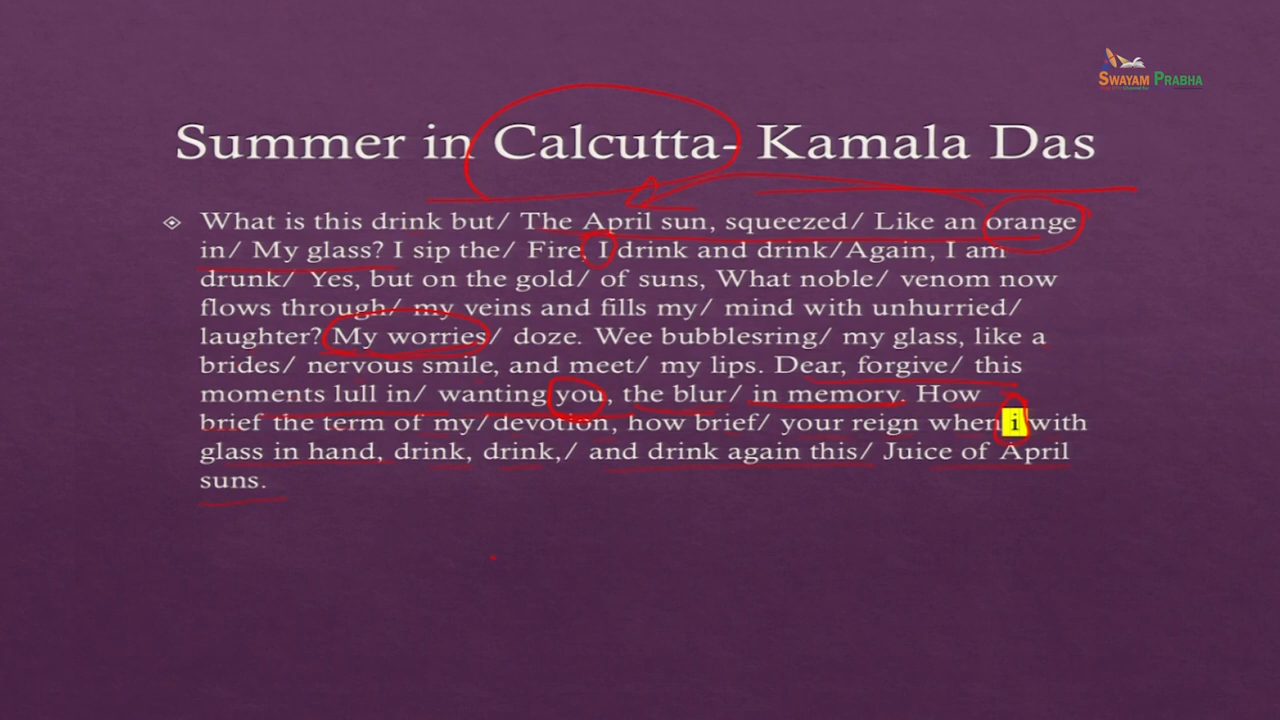 SWAYAM PRABHA
Summer in Calcutta- Kamala Das
What is this drink but/ The April sun, squeezed/ Like an orange
in/ My glass? I sip the/ Fire, I drink and drink/Again, I am
drunk/ Yes, but on the gold/ of suns, What noble/ venom now
flows through/ my veins and fills my/ mind with unhurried/
laughter? My worries/ doze. Wee bubblesring/ my glass, like a
brides/ nervous smile, and meet/ my lips. Dear, forgive/ this
moments lull in/ wanting you, the blur/ in memory. How
brief the term of my/devotion, how brief/ your reign when i with
glass in hand, drink, drink,/ and drink again this/ Juice of April
suns.